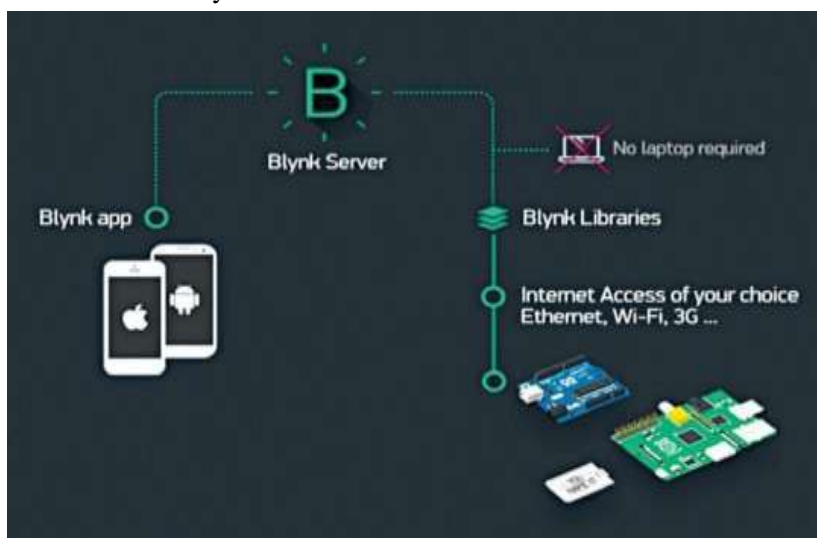 B
Blynk Server
No laptop required
Blynk app
Blynk Libraries
Internet Access of your choice
Ethernet, Wi-Fi, 3G ...